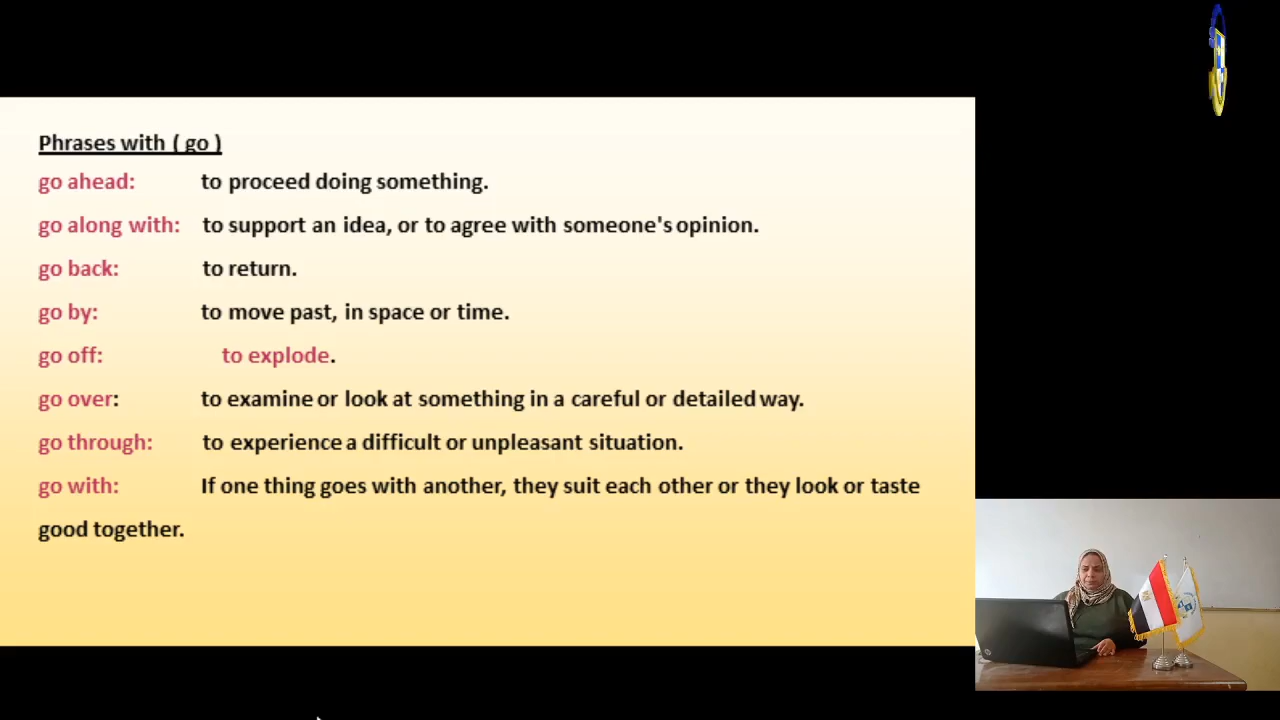 Phrases with ( go )
go ahead: to proceed doing something.
go along with: to support an idea, or to agree with someone's opinion.
go back: to return.
go by: to move past, in space or time.
go off: to explode.
go over: to examine or look at something in a careful or detailed way.
go through: to experience a difficult or unpleasant situation.
go with: If one thing goes with another, they suit each other or they look or taste
good together.